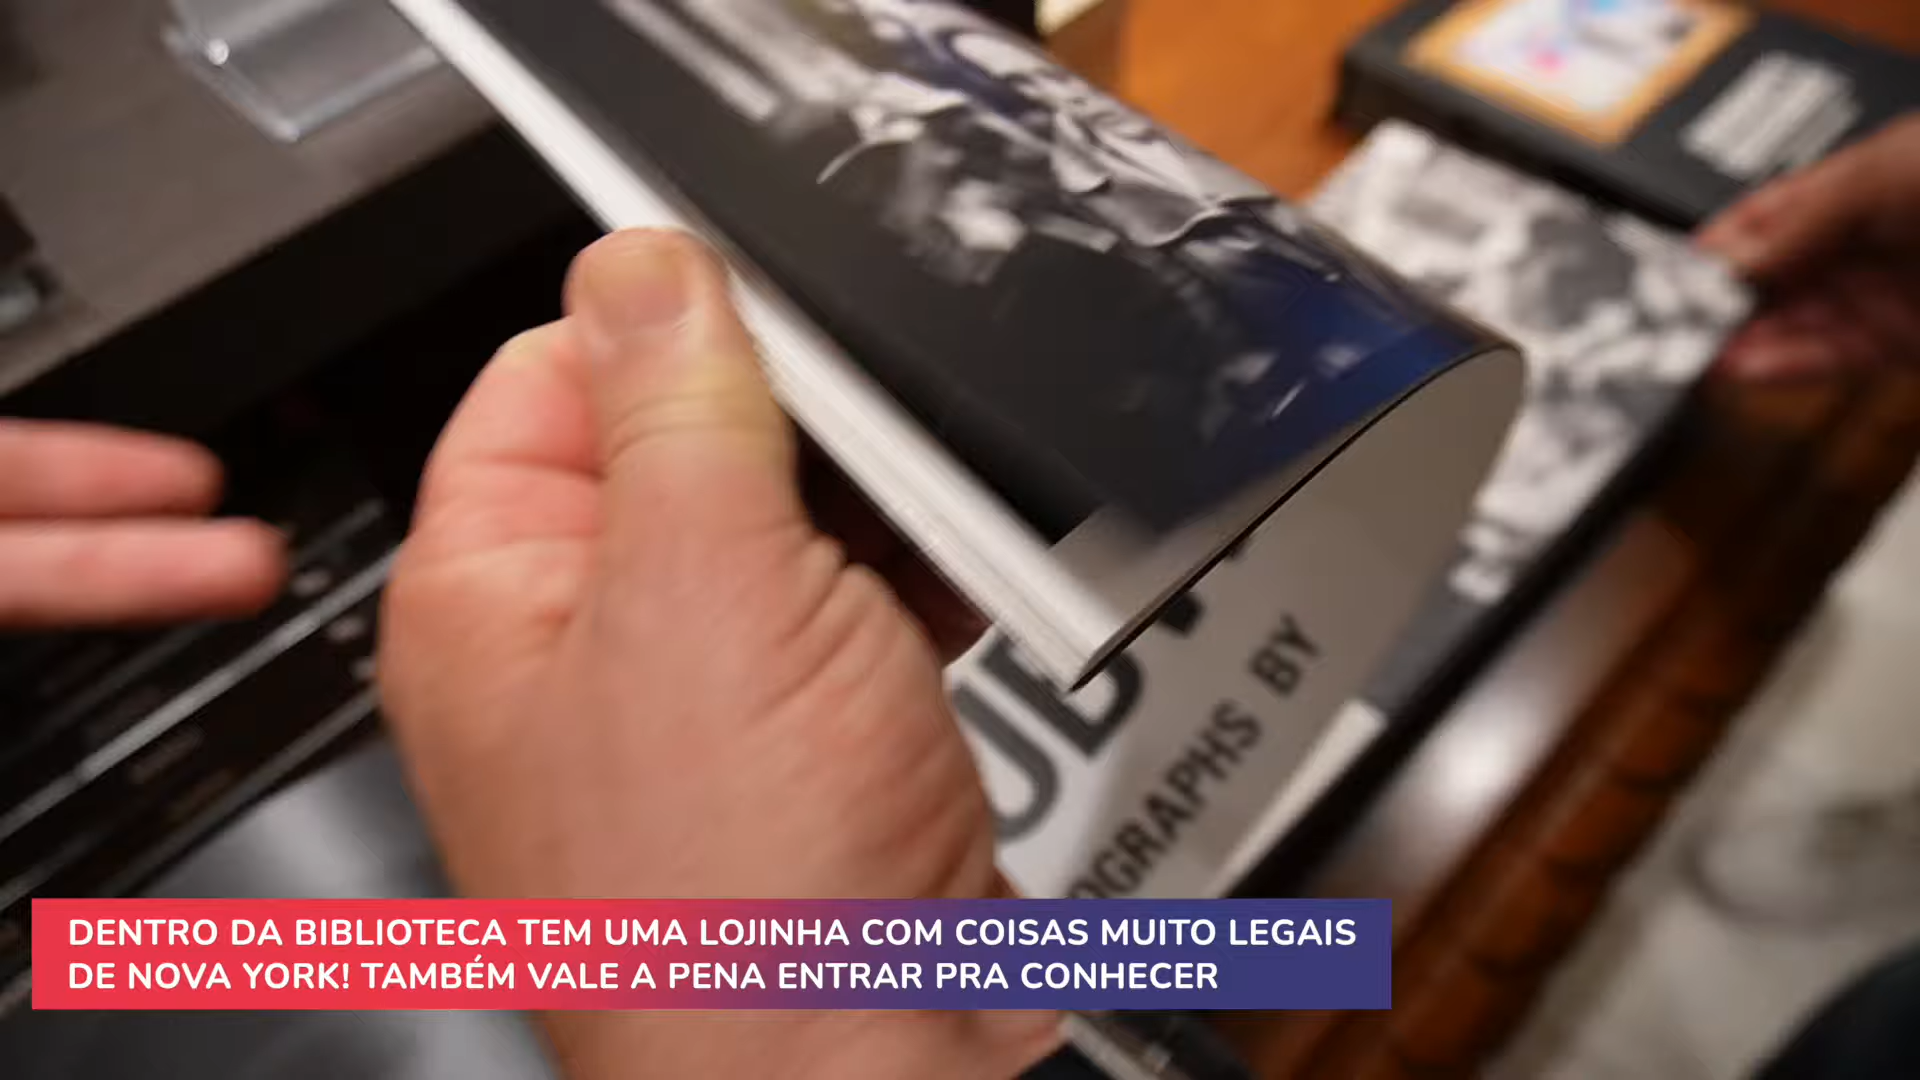 OGRAPHS BY
DENTRO DA BIBLIOTECA TEM UMA LOJINHA COM COISAS MUITO LEGAIS
DE NOVA YORK! TAMBÉM VALE A PENA ENTRAR PRA CONHECER